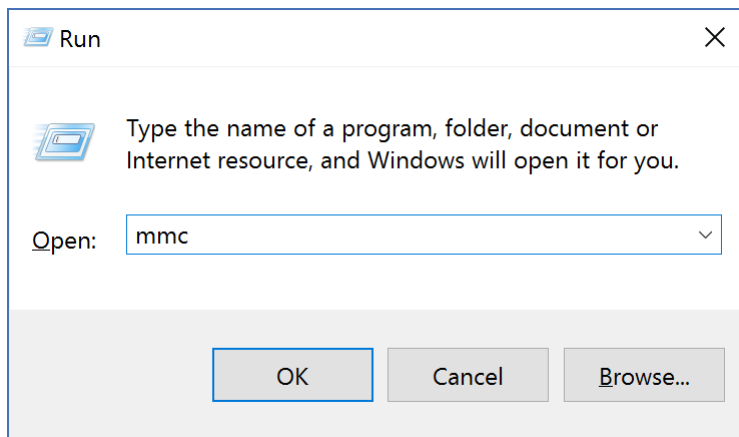 Run
Type the name of a program, folder, document or
Internet resource, and Windows will open it for you.
Open: mmc
OK Cancel Browse...